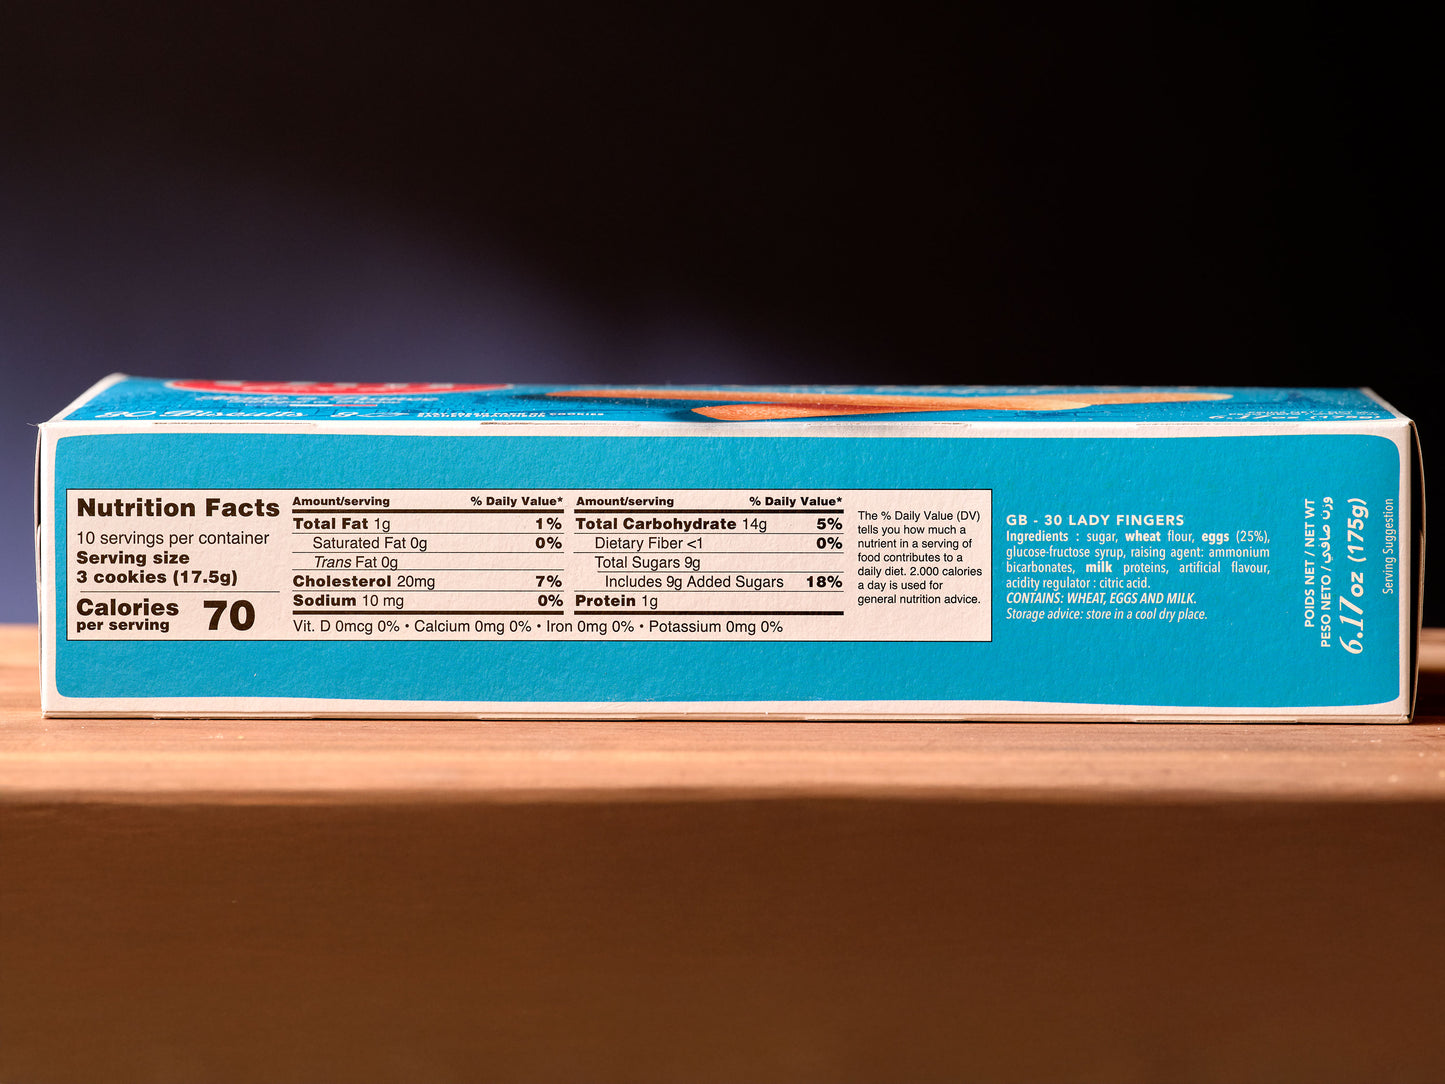 30 Biscuits
Nutrition Facts
10 servings per container
Serving size
3 cookies (17.5g)
Calories
per serving
70
Amount/serving % Daily Value*
Total Fat 1g 1%
Saturated Fat 0g 0%
Trans Fat 0g
Cholesterol 20mg 7%
Sodium 10 mg 0%
Amount/serving % Daily Value*
Total Carbohydrate 14g 5%
Dietary Fiber <1 0%
Total Sugars 9g
Includes 9g Added Sugars 18%
Protein 1g
Vit. D 0mcg 0% • Calcium 0mg 0% • Iron 0mg 0% • Potassium 0mg 0%
The % Daily Value (DV)
tells you how much a
nutrient in a serving of
food contributes to a
daily diet. 2.000 calories
a day is used for
general nutrition advice.
GB - 30 LADY FINGERS
Ingredients : sugar, wheat flour, eggs (25%),
glucose-fructose syrup, raising agent: ammonium
bicarbonates, milk proteins, artificial flavour,
acidity regulator : citric acid.
CONTAINS: WHEAT, EGGS AND MILK.
Storage advice: store in a cool dry place.
POIDS NET / NET WT
PESO NETO / وزن صافي
6.17oz (175g)
Serving Suggestion